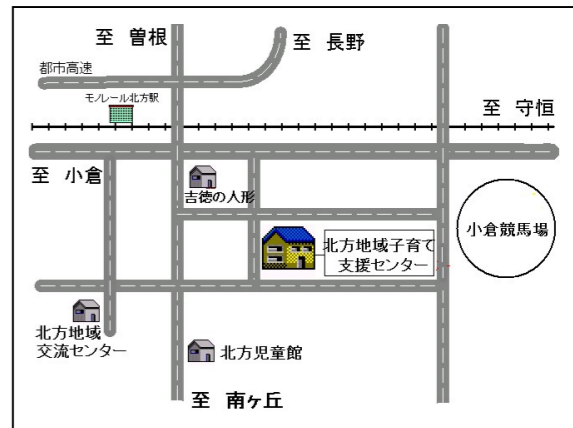 至 曽根
至 長野
都市高速
モノレール北方駅
至 守恒
至 小倉
吉徳の人形
小倉競馬場
北方地域子育て
支援センター
北方地域
交流センター
北方児童館
至 南ヶ丘